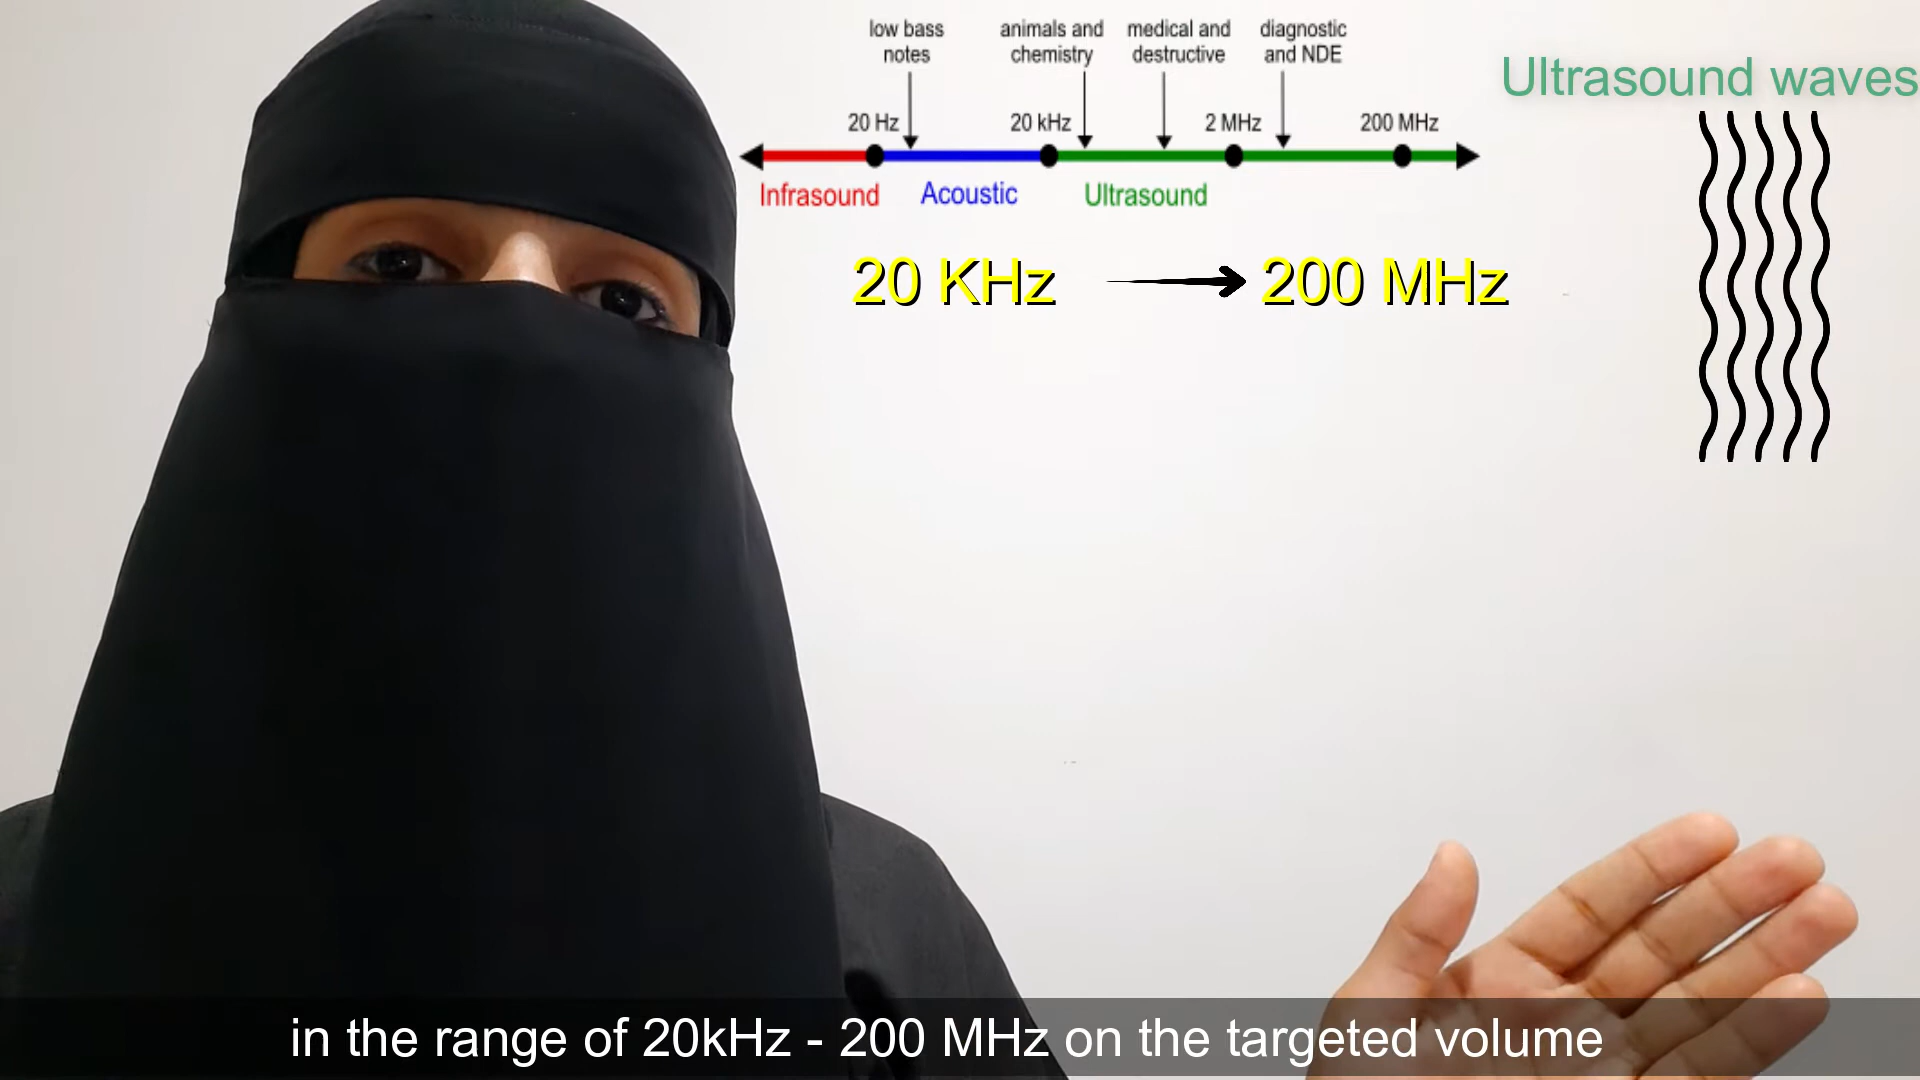 low bass
notes
animals and
chemistry
medical and
destructive
diagnostic
and NDE
Ultrasound waves
20 Hz
20 kHz
2 MHz
200 MHz
Infrasound
Acoustic
Ultrasound
20 KHz
200 MHz
in the range of 20kHz - 200 MHz on the targeted volume